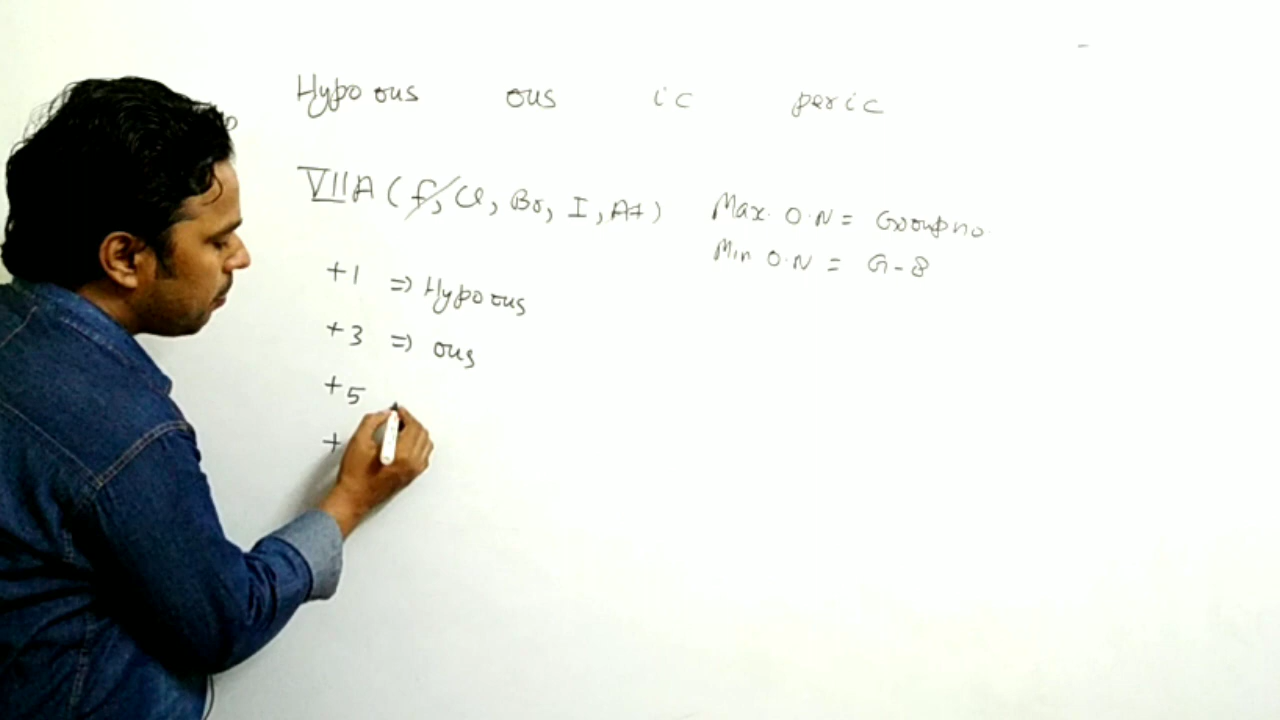 Hypo ous ous ic peric
VIIA (f, Cl, Br, I, At) Max. O.N = Group no.
Min O.N = G-8
+1 => Hypo ous
+3 => ous
+5
+